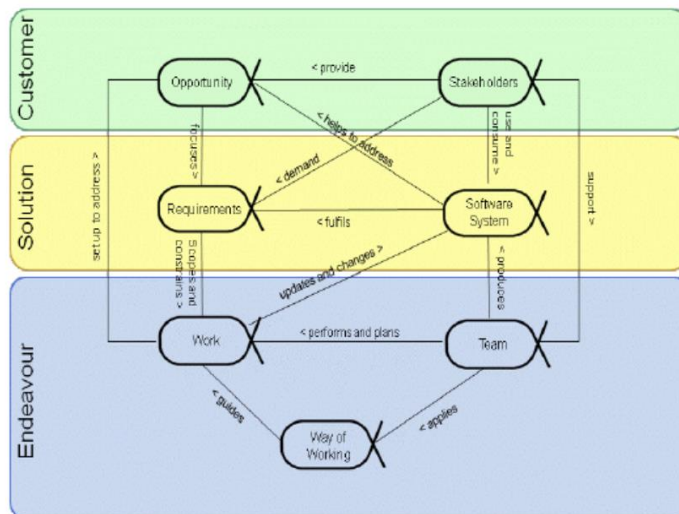 Customer
Opportunity
< provide
Stakeholders
< helps to address
focuses >
use and
consume >
< demand
set up to address >
support >
Solution
Requirements
< fulfils
Software
System
Scopes and
constrains >
updates and changes >
< produces
Endeavour
Work
< performs and plans
Team
< guides
< applies
Way of
Working